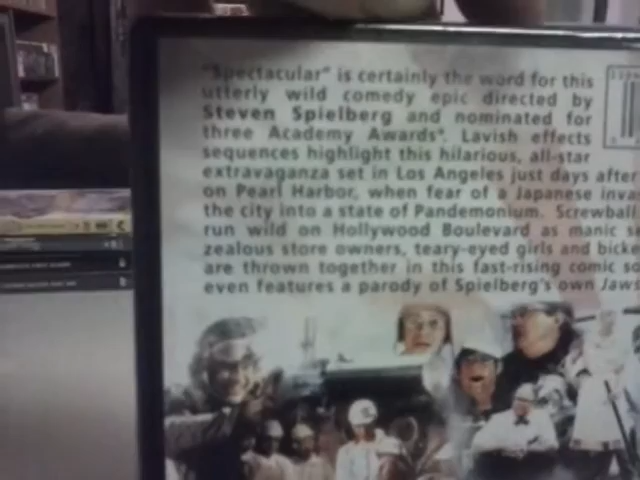 "Spectacular" is certainly the word for this
utterly wild comedy epic directed by
Steven Spielberg and nominated for
three Academy Awards®. Lavish effects
sequences highlight this hilarious, all-star
extravaganza set in Los Angeles just days after
on Pearl Harbor, when fear of a Japanese inva
the city into a state of Pandemonium. Screwball
run wild on Hollywood Boulevard as manic se
zealous store owners, teary-eyed girls and bicke
are thrown together in this fast-rising comic so
even features a parody of Spielberg's own Jaws